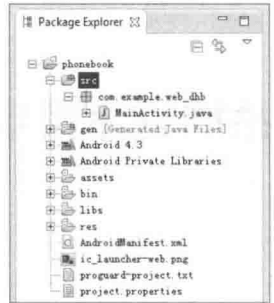 Package Explorer
phonebook
src
com.example.web_dhb
MainActivity.java
gen [Generated Java Files]
Android 4.3
Android Private Libraries
assets
bin
libs
res
AndroidManifest.xml
ic_launcher-web.png
proguard-project.txt
project.properties